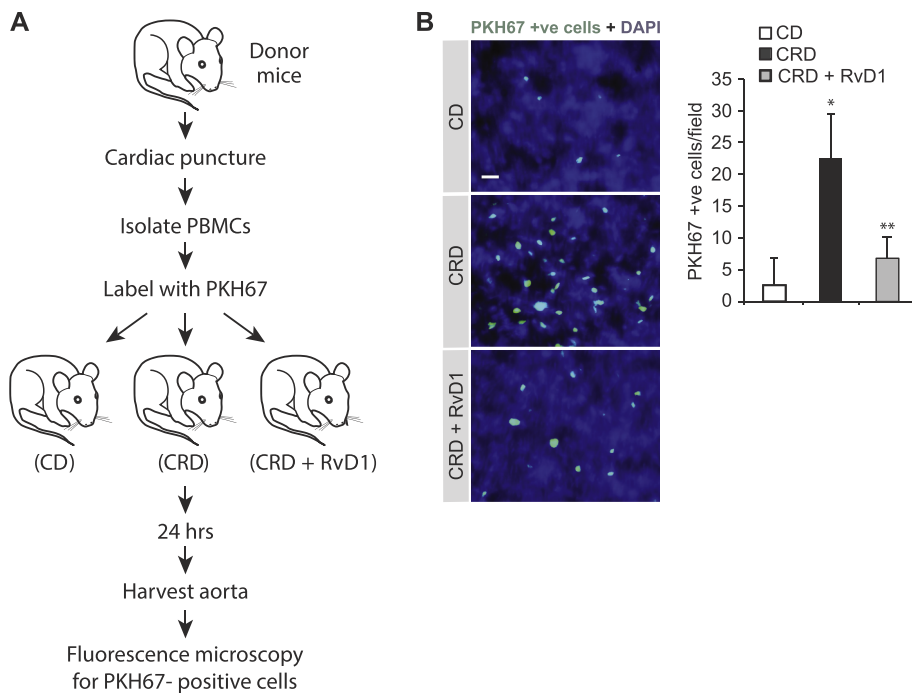 A
Donor
mice
Cardiac puncture
Isolate PBMCs
Label with PKH67
(CD)
(CRD)
(CRD + RvD1)
24 hrs
Harvest aorta
Fluorescence microscopy
for PKH67- positive cells
B
PKH67 +ve cells + DAPI
CD
CRD
CRD + RvD1
CD
CRD
CRD + RvD1
PKH67 +ve cells/field
35
30
25
20
15
10
5
0
*
**